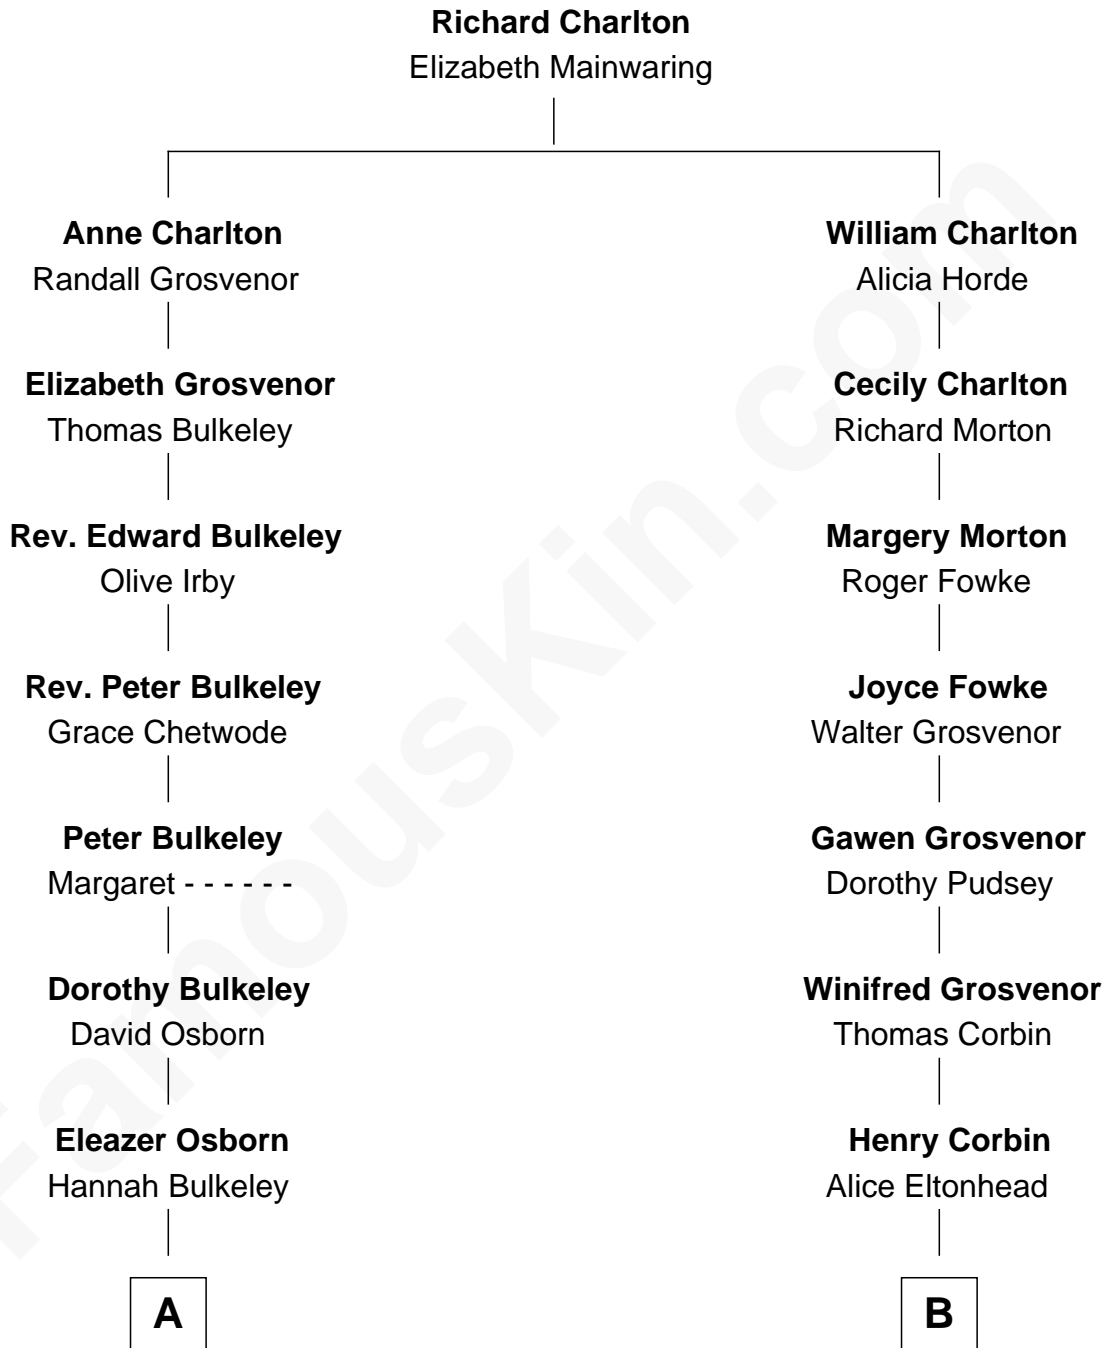 Richard Charlton
Elizabeth Mainwaring
Anne Charlton
Randall Grosvenor
William Charlton
Alicia Horde
Elizabeth Grosvenor
Thomas Bulkeley
Cecily Charlton
Richard Morton
Rev. Edward Bulkeley
Olive Irby
Margery Morton
Roger Fowke
Rev. Peter Bulkeley
Grace Chetwode
Joyce Fowke
Walter Grosvenor
Peter Bulkeley
Margaret - - - - - -
Gawen Grosvenor
Dorothy Pudsey
Dorothy Bulkeley
David Osborn
Winifred Grosvenor
Thomas Corbin
Eleazer Osborn
Hannah Bulkeley
Henry Corbin
Alice Eltonhead
A
B
FamousKin.com